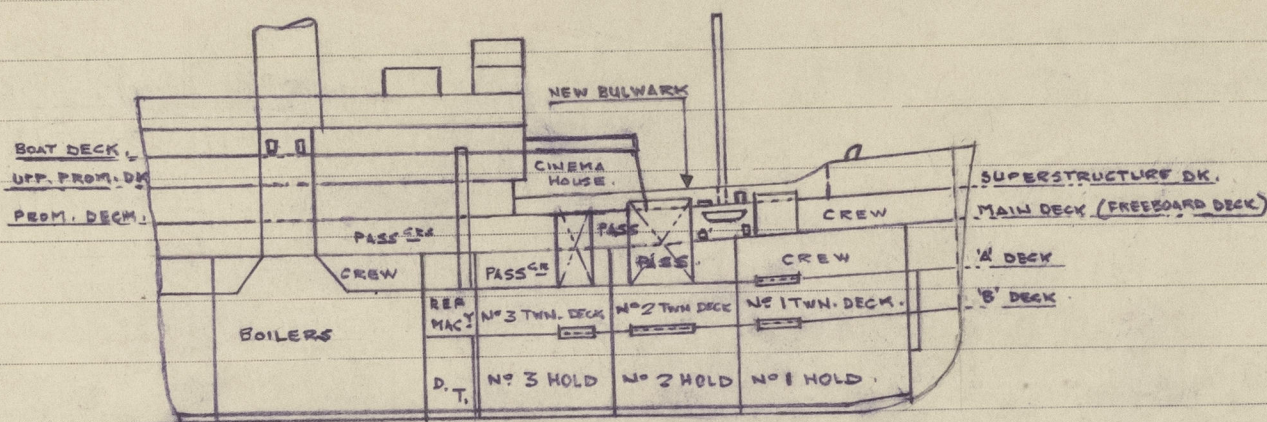 NEW BULWARK
BOAT DECK.
UPP. PROM. DK
PROM. DECK.
CINEMA
HOUSE.
SUPERSTRUCTURE DK.
MAIN DECK (FREEBOARD DECK)
'A' DECK
'B' DECK
PASSGRS
CREW
PASSGR
PASS
PASS.
CREW
CREW
BOILERS
REF
MACY
Nº 3 TWN. DECK
Nº 2 TWN DECK
Nº 1 TWN. DECK.
D.
T.
Nº 3 HOLD
Nº 2 HOLD
Nº 1 HOLD.